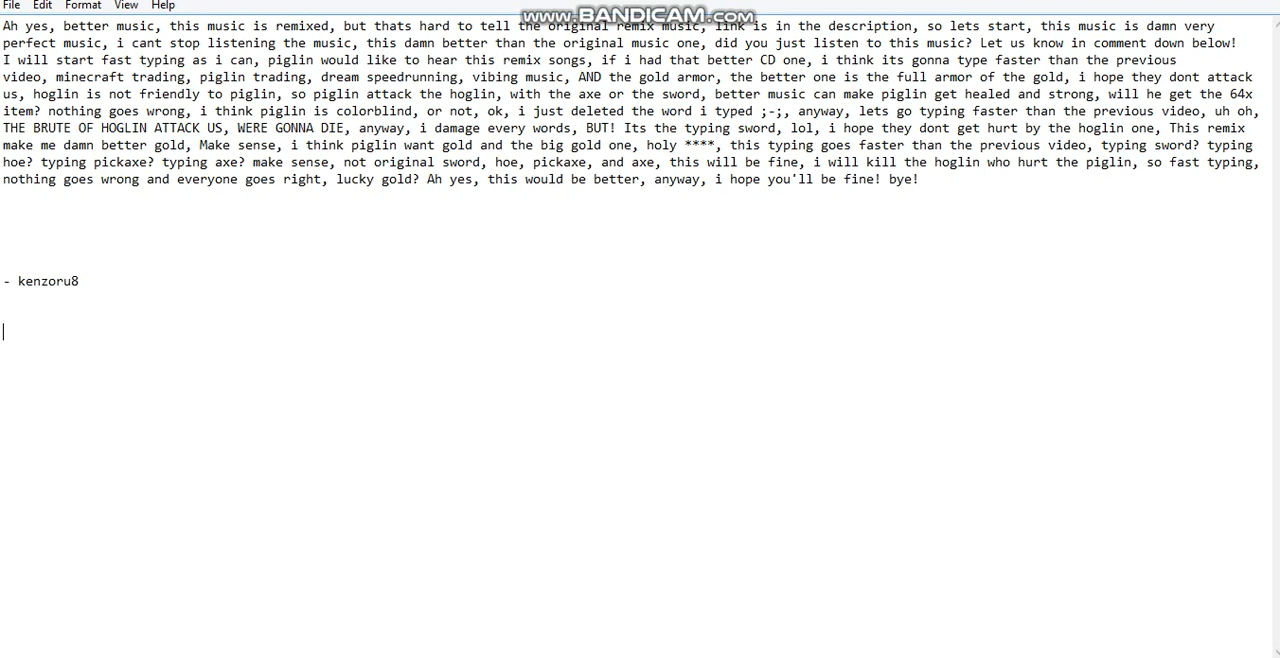 File Edit Format View Help
www.BANDICAM.com
Ah yes, better music, this music is remixed, but thats hard to tell the original remix music, link is in the description, so lets start, this music is damn very
perfect music, i cant stop listening the music, this damn better than the original music one, did you just listen to this music? Let us know in comment down below!
I will start fast typing as i can, piglin would like to hear this remix songs, if i had that better CD one, i think its gonna type faster than the previous
video, minecraft trading, piglin trading, dream speedrunning, vibing music, AND the gold armor, the better one is the full armor of the gold, i hope they dont attack
us, hoglin is not friendly to piglin, so piglin attack the hoglin, with the axe or the sword, better music can make piglin get healed and strong, will he get the 64x
item? nothing goes wrong, i think piglin is colorblind, or not, ok, i just deleted the word i typed ;-;, anyway, lets go typing faster than the previous video, uh oh,
THE BRUTE OF HOGLIN ATTACK US, WERE GONNA DIE, anyway, i damage every words, BUT! Its the typing sword, lol, i hope they dont get hurt by the hoglin one, This remix
make me damn better gold, Make sense, i think piglin want gold and the big gold one, holy ****, this typing goes faster than the previous video, typing sword? typing
hoe? typing pickaxe? typing axe? make sense, not original sword, hoe, pickaxe, and axe, this will be fine, i will kill the hoglin who hurt the piglin, so fast typing,
nothing goes wrong and everyone goes right, lucky gold? Ah yes, this would be better, anyway, i hope you'll be fine! bye!
- kenzoru8